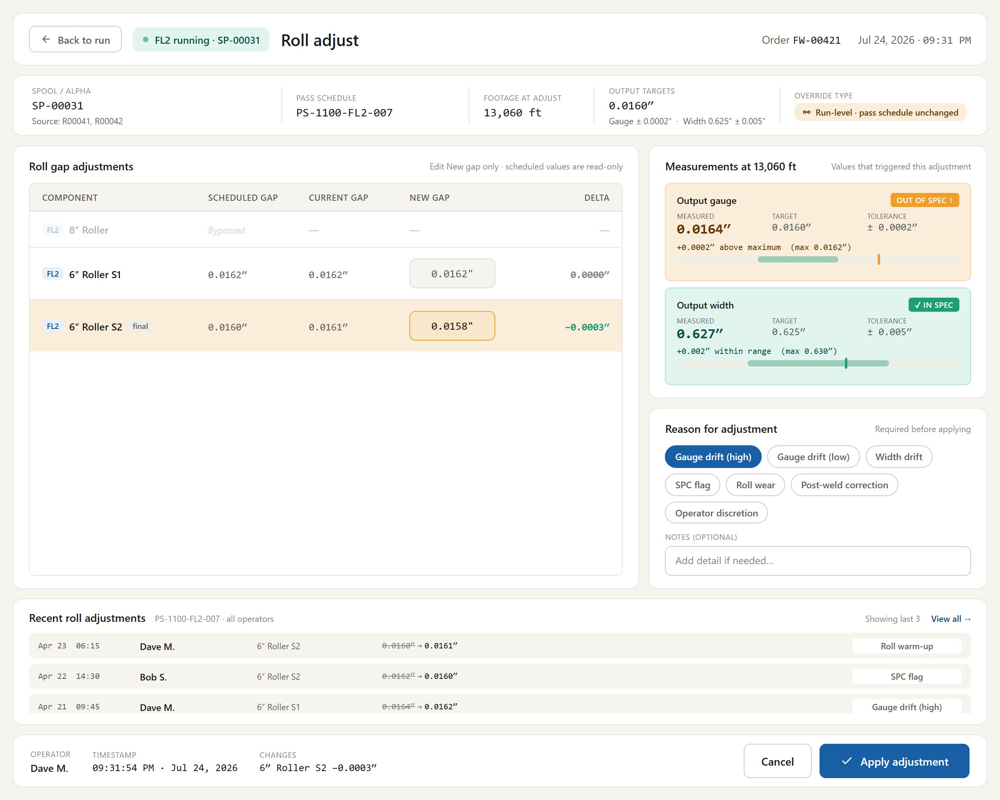 Back to run
FL2 running · SP-00031
Roll adjust
Order FW-00421
Jul 24, 2026 · 09:31 PM
SPOOL / ALPHA
SP-00031
Source: R00041, R00042
PASS SCHEDULE
PS-1100-FL2-007
FOOTAGE AT ADJUST
13,060 ft
OUTPUT TARGETS
0.0160″
Gauge ± 0.0002″ · Width 0.625″ ± 0.005″
OVERRIDE TYPE
Run-level · pass schedule unchanged
Roll gap adjustments
Edit New gap only · scheduled values are read-only
COMPONENT SCHEDULED GAP CURRENT GAP NEW GAP DELTA
FL2 8″ Roller Bypassed — — —
FL2 6″ Roller S1 0.0162″ 0.0162″ 0.0162" 0.0000″
FL2 6″ Roller S2 final 0.0160″ 0.0161″ 0.0158" −0.0003″
Measurements at 13,060 ft
Values that triggered this adjustment
Output gauge
OUT OF SPEC ↑
MEASURED TARGET TOLERANCE
0.0164″ 0.0160″ ± 0.0002″
+0.0002″ above maximum (max 0.0162″)
Output width
✓ IN SPEC
MEASURED TARGET TOLERANCE
0.627″ 0.625″ ± 0.005″
+0.002″ within range (max 0.630″)
Reason for adjustment
Required before applying
Gauge drift (high) Gauge drift (low) Width drift
SPC flag Roll wear Post-weld correction
Operator discretion
NOTES (OPTIONAL)
Add detail if needed...
Recent roll adjustments PS-1100-FL2-007 · all operators
Showing last 3 View all →
Apr 23 06:15 Dave M. 6″ Roller S2 0.0160″ → 0.0161″ Roll warm-up
Apr 22 14:30 Bob S. 6″ Roller S2 0.0162″ → 0.0160″ SPC flag
Apr 21 09:45 Dave M. 6″ Roller S1 0.0164″ → 0.0162″ Gauge drift (high)
OPERATOR
Dave M.
TIMESTAMP
09:31:54 PM · Jul 24, 2026
CHANGES
6″ Roller S2 −0.0003″
Cancel
Apply adjustment